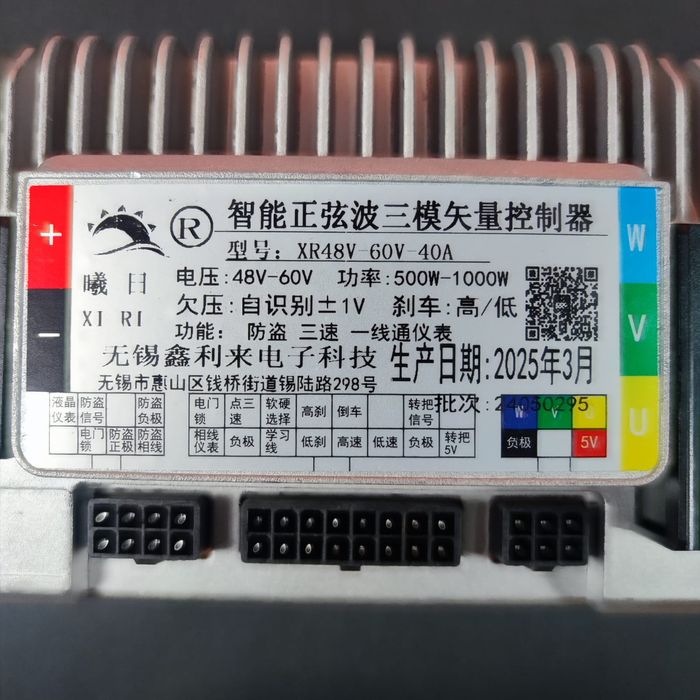 +
-
®
曦日
XI RI
智能正弦波三模矢量控制器
型号: XR48V-60V-40A
电压:48V-60V 功率:500W-1000W
欠压:自识别±1V 刹车:高/低
功能: 防盗 三速 一线通仪表
无锡鑫利来电子科技 生产日期:2025年3月
无锡市惠山区钱桥街道锡陆路298号
批次:24030295
W
V
U
液晶仪表 防盗信号 防盗负极
电门锁 防盗正极 防盗相线
电门锁 点三速 软硬选择 高刹 倒车 转把信号
相线仪表 负极 学习线 低刹 高速 低速 负极 转把5V
W V U
负极 5V